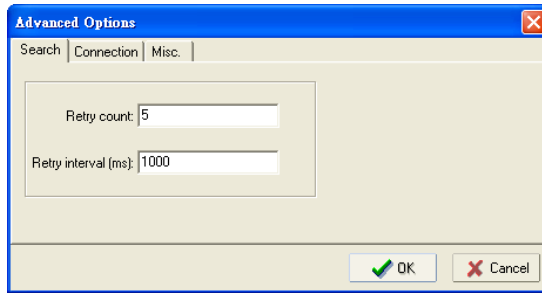 Advanced Options
Search Connection Misc.
Retry count: 5
Retry interval (ms): 1000
OK Cancel